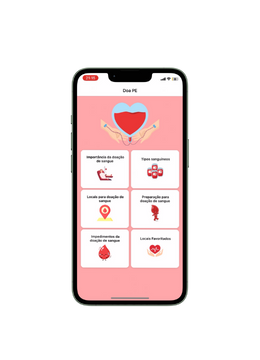 Doa PE
Importância da doação
de sangue
Tipos sanguíneos
Locais para doação de
sangue
Preparação para
doação de sangue
Impedimentos da
doação de sangue
Locais Favoritados